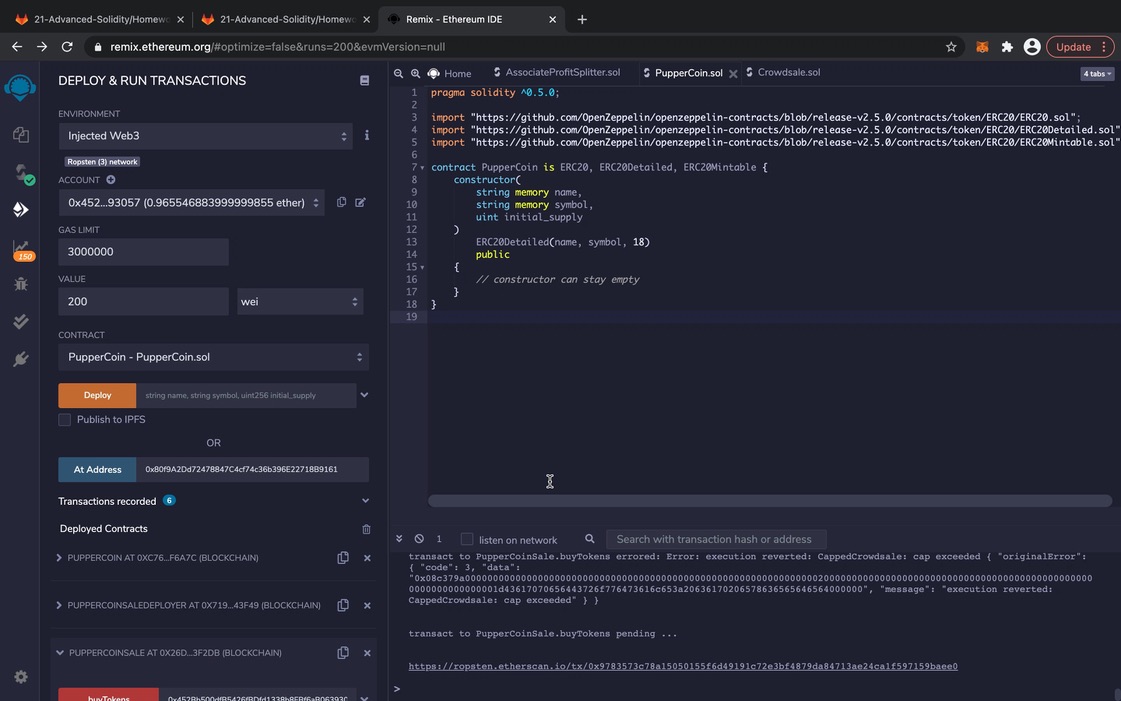 21-Advanced-Solidity/Homewo
21-Advanced-Solidity/Homewo
Remix - Ethereum IDE
remix.ethereum.org/#optimize=false&runs=200&evmVersion=null
Update
DEPLOY & RUN TRANSACTIONS
ENVIRONMENT
Injected Web3
Ropsten (3) network
ACCOUNT
0x452...93057 (0.965546883999999855 ether)
GAS LIMIT
3000000
VALUE
200
wei
CONTRACT
PupperCoin - PupperCoin.sol
Deploy
string name, string symbol, uint256 initial_supply
Publish to IPFS
OR
At Address
0x80f9A2Dd72478847C4cf74c36b396E22718B9161
Transactions recorded 6
Deployed Contracts
PUPPERCOIN AT 0XC76...F6A7C (BLOCKCHAIN)
PUPPERCOINSALEDEPLOYER AT 0X719...43F49 (BLOCKCHAIN)
PUPPERCOINSALE AT 0X26D...3F2DB (BLOCKCHAIN)
buyTokens
150
Home
AssociateProfitSplitter.sol
PupperCoin.sol
Crowdsale.sol
4 tabs
1 pragma solidity ^0.5.0;
2
3 import "https://github.com/OpenZeppelin/openzeppelin-contracts/blob/release-v2.5.0/contracts/token/ERC20/ERC20.sol";
4 import "https://github.com/OpenZeppelin/openzeppelin-contracts/blob/release-v2.5.0/contracts/token/ERC20/ERC20Detailed.sol"
5 import "https://github.com/OpenZeppelin/openzeppelin-contracts/blob/release-v2.5.0/contracts/token/ERC20/ERC20Mintable.sol"
6
7 contract PupperCoin is ERC20, ERC20Detailed, ERC20Mintable {
8 constructor(
9 string memory name,
10 string memory symbol,
11 uint initial_supply
12 )
13 ERC20Detailed(name, symbol, 18)
14 public
15 {
16 // constructor can stay empty
17 }
18 }
19
1
listen on network
Search with transaction hash or address
transact to PupperCoinSale.buyTokens errored: Error: execution reverted: CappedCrowdsale: cap exceeded { "originalError":
{ "code": 3, "data":
"message": "execution reverted:
CappedCrowdsale: cap exceeded" } }
transact to PupperCoinSale.buyTokens pending ...
https://ropsten.etherscan.io/tx/0x9783573c78a15050155f6d49191c72e3bf4879da84713ae24ca1f597159baee0
>